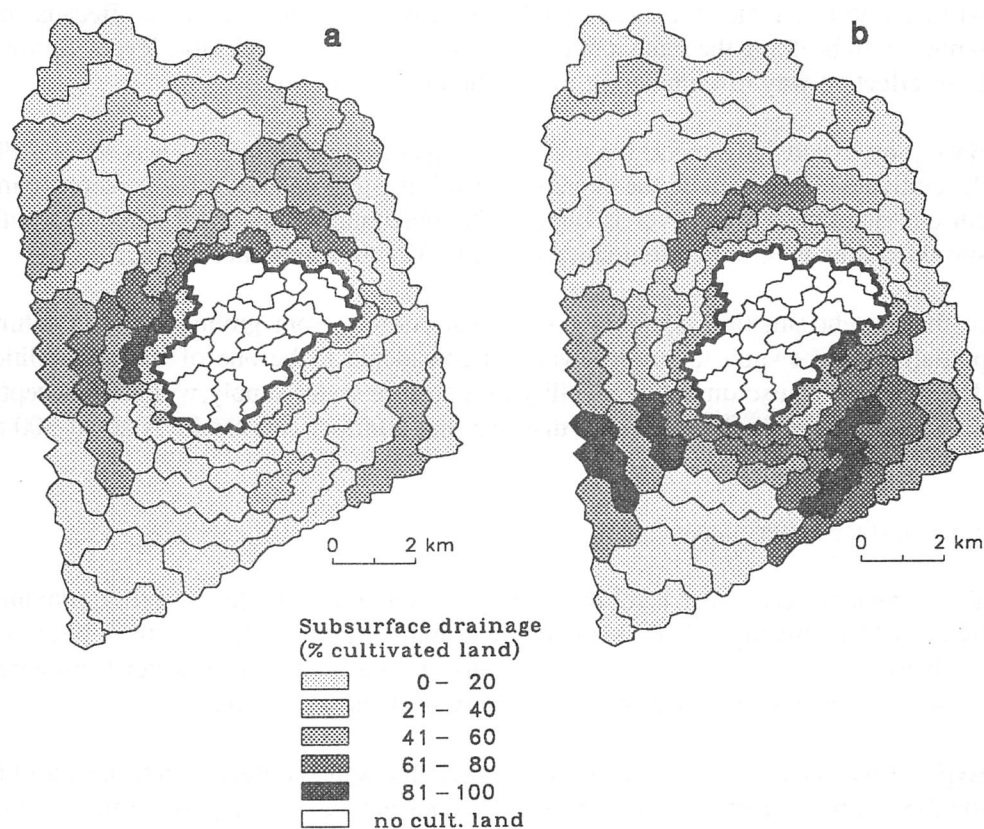 a
b
0 2 km
0 2 km
Subsurface drainage
(% cultivated land)
0 – 20
21 – 40
41 – 60
61 – 80
81 – 100
no cult. land